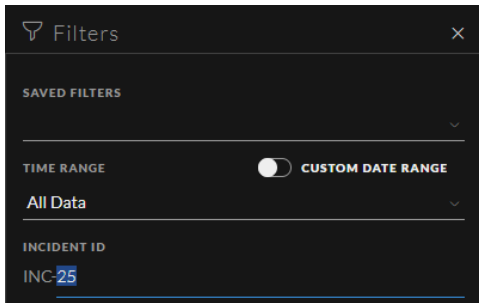 Filters
SAVED FILTERS
TIME RANGE CUSTOM DATE RANGE
All Data
INCIDENT ID
INC-25